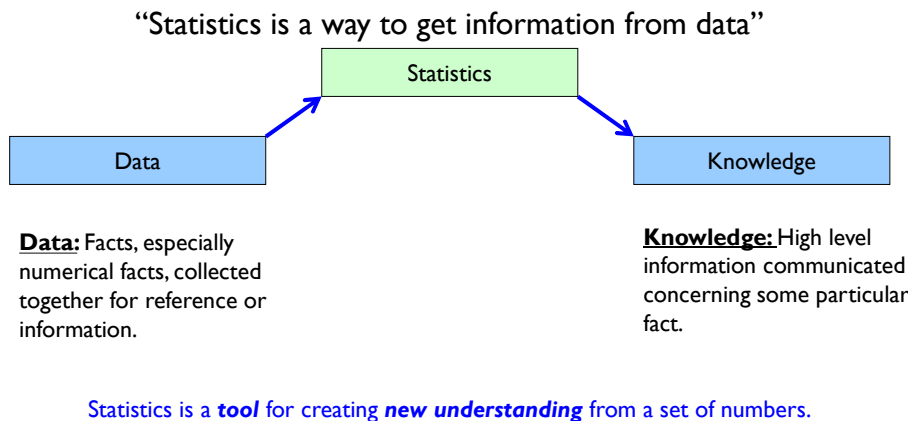 “Statistics is a way to get information from data”
Statistics
Data
Knowledge
Data: Facts, especially
numerical facts, collected
together for reference or
information.
Knowledge: High level
information communicated
concerning some particular
fact.
Statistics is a tool for creating new understanding from a set of numbers.